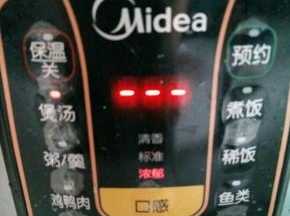 Midea
保温
关
预约
---
煲汤
煮饭
清香
标准
浓郁
粥/
稀饭
鸡鸭肉
口感
鱼类